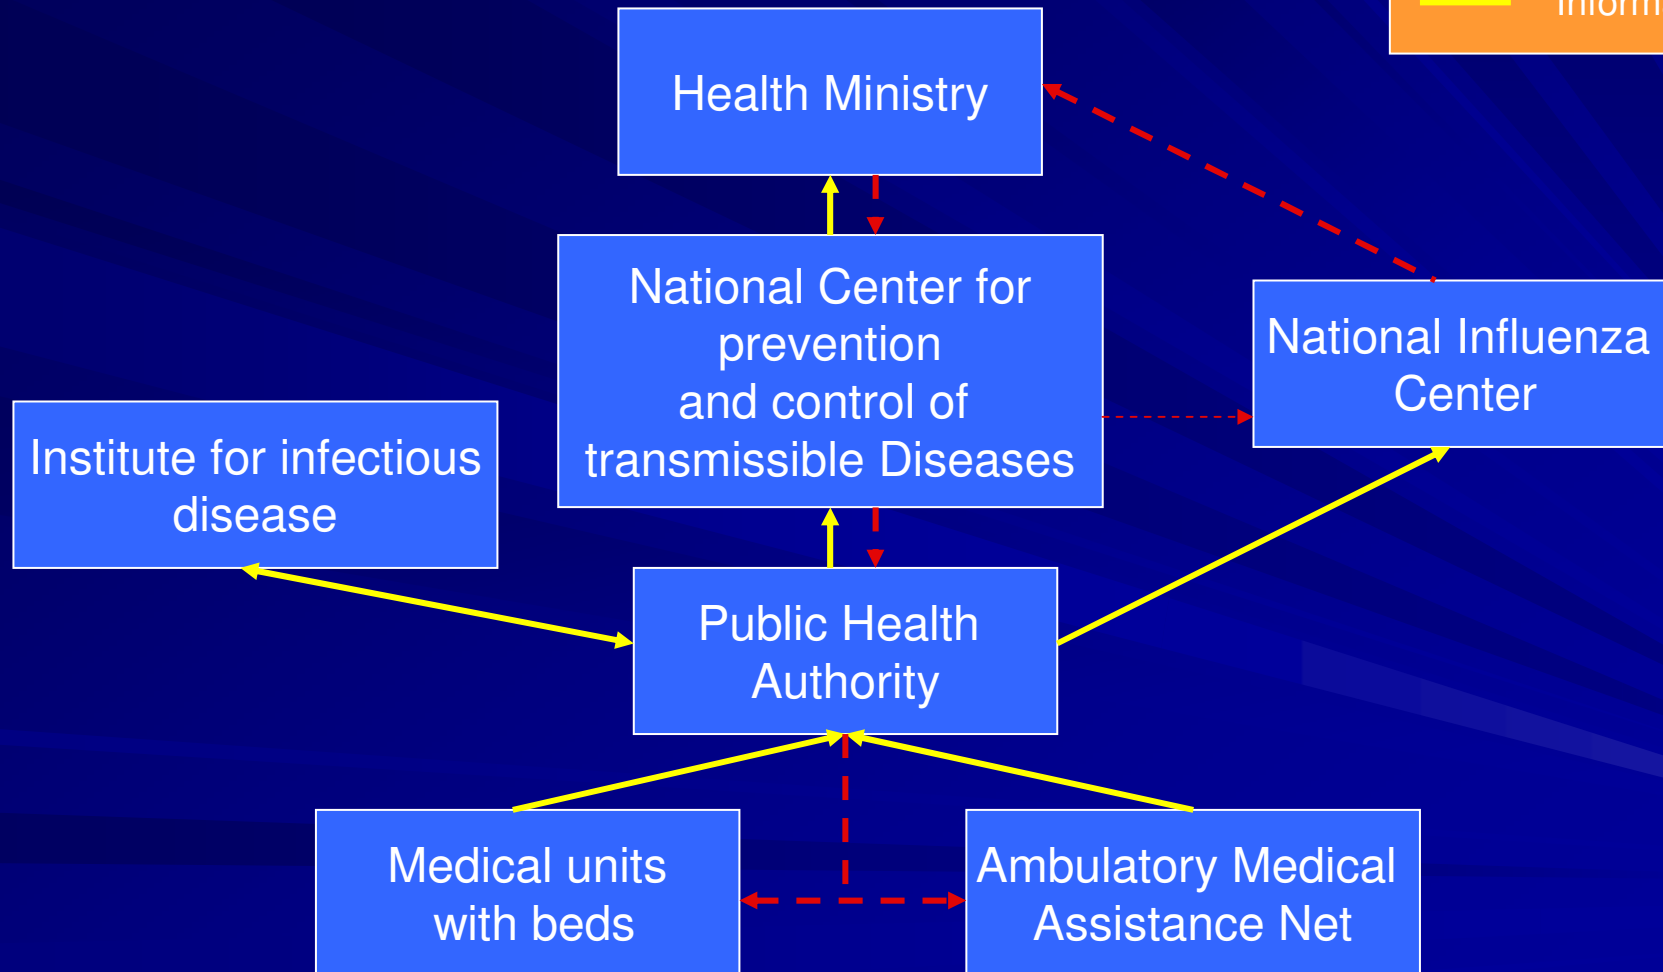 Health Ministry
National Center for
prevention
and control of
transmissible Diseases
National Influenza
Center
Institute for infectious
disease
Public Health
Authority
Medical units
with beds
Ambulatory Medical
Assistance Net